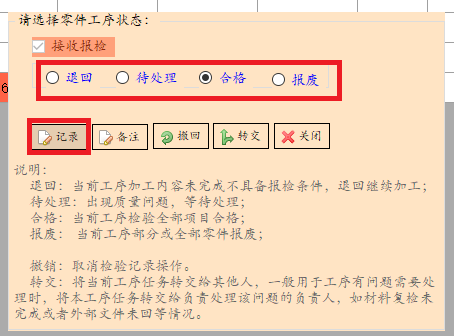 请选择零件工序状态：
接收报检
6
退回 待处理 合格 报废
记录 备注 撤回 转交 关闭
说明：
退回：当前工序加工内容未完成不具备报检条件，退回继续加工；
待处理：出现质量问题，等待处理；
合格：当前工序检验全部项目合格；
报废： 当前工序部分或全部零件报废；
撤销：取消检验记录操作。
转交：将当前工序任务转交给其他人，一般用于工序有问题需要处
理时，将本工序任务转交给负责处理该问题的负责人，如材料复检未
完成或者外部文件未回等情况。